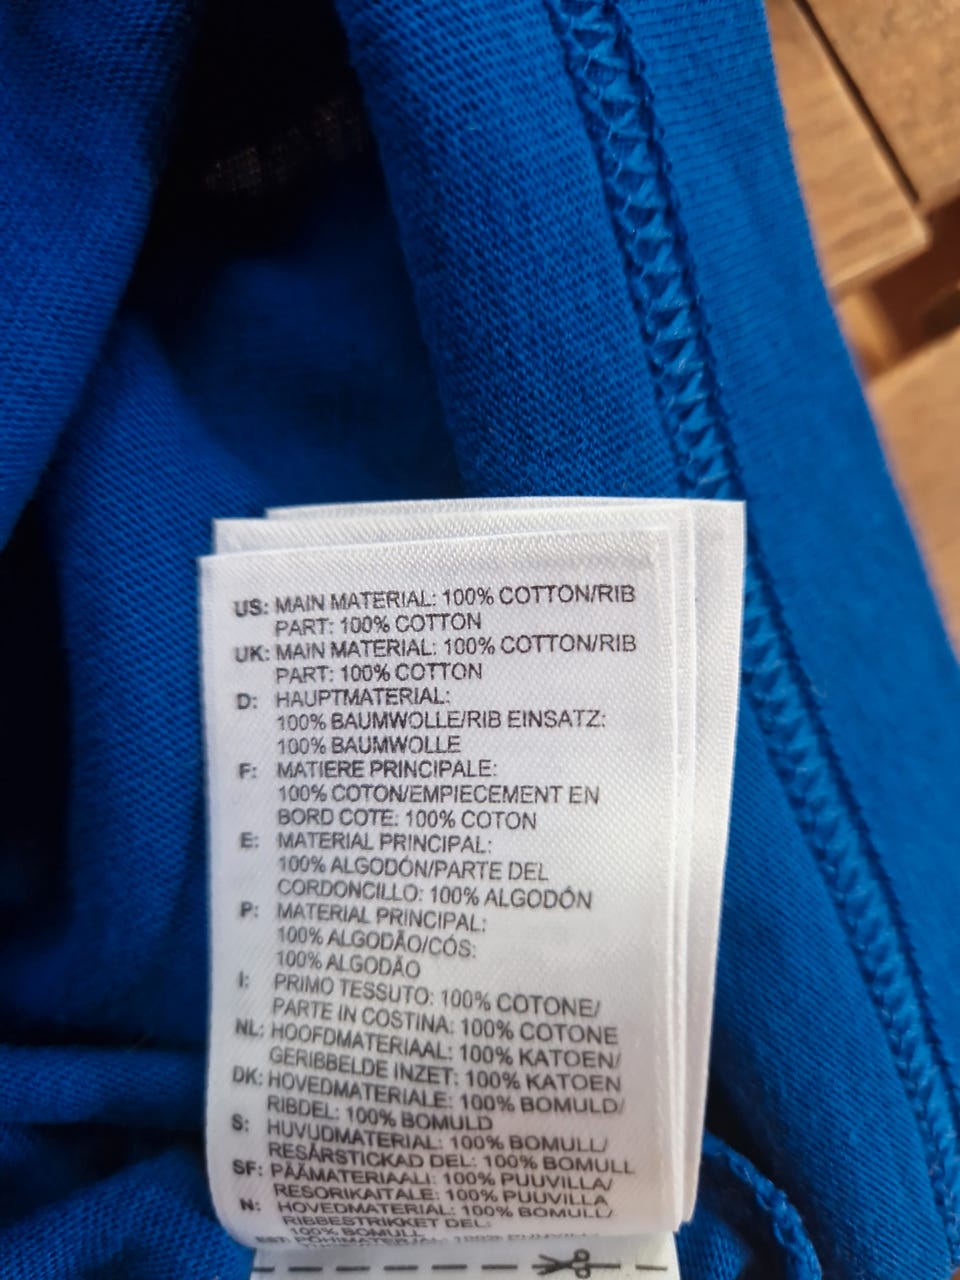 US: MAIN MATERIAL: 100% COTTON/RIB
PART: 100% COTTON
UK: MAIN MATERIAL: 100% COTTON/RIB
PART: 100% COTTON
D: HAUPTMATERIAL:
100% BAUMWOLLE/RIB EINSATZ:
100% BAUMWOLLE
F: MATIERE PRINCIPALE:
100% COTON/EMPIECEMENT EN
BORD COTE: 100% COTON
E: MATERIAL PRINCIPAL:
100% ALGODÓN/PARTE DEL
CORDONCILLO: 100% ALGODÓN
P: MATERIAL PRINCIPAL:
100% ALGODÃO/CÓS:
100% ALGODÃO
I: PRIMO TESSUTO: 100% COTONE/
PARTE IN COSTINA: 100% COTONE
NL: HOOFDMATERIAAL: 100% KATOEN/
GERIBBELDE INZET: 100% KATOEN
DK: HOVEDMATERIALE: 100% BOMULD/
RIBDEL: 100% BOMULD
S: HUVUDMATERIAL: 100% BOMULL/
RESÅRSTICKAD DEL: 100% BOMULL
SF: PÄÄMATERIAALI: 100% PUUVILLA/
RESORIKAITALE: 100% PUUVILLA
N: HOVEDMATERIAL: 100% BOMULL/
RIBBESTRIKKET DEL:
100% BOMULL
EST: PÕHIMATERJAL: 100%